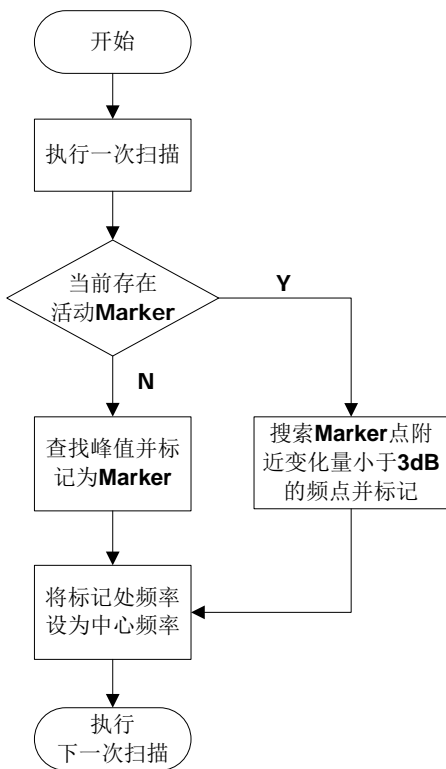 开始
执行一次扫描
当前存在
活动Marker
Y
N
查找峰值并标
记为Marker
搜索Marker点附
近变化量小于3dB
的频点并标记
将标记处频率
设为中心频率
执行
下一次扫描